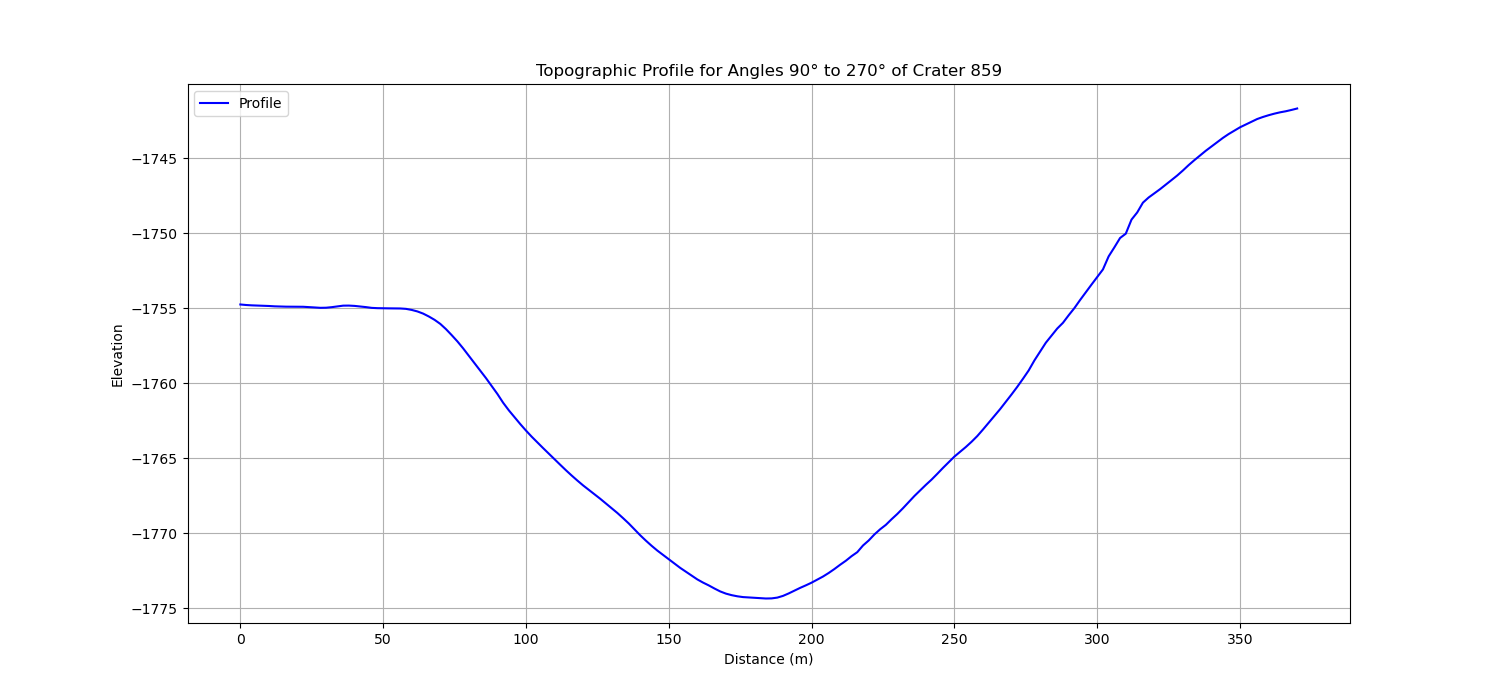 Topographic Profile for Angles 90° to 270° of Crater 859
Profile
−1745
−1750
−1755
−1760
−1765
−1770
−1775
Elevation
0 50 100 150 200 250 300 350
Distance (m)